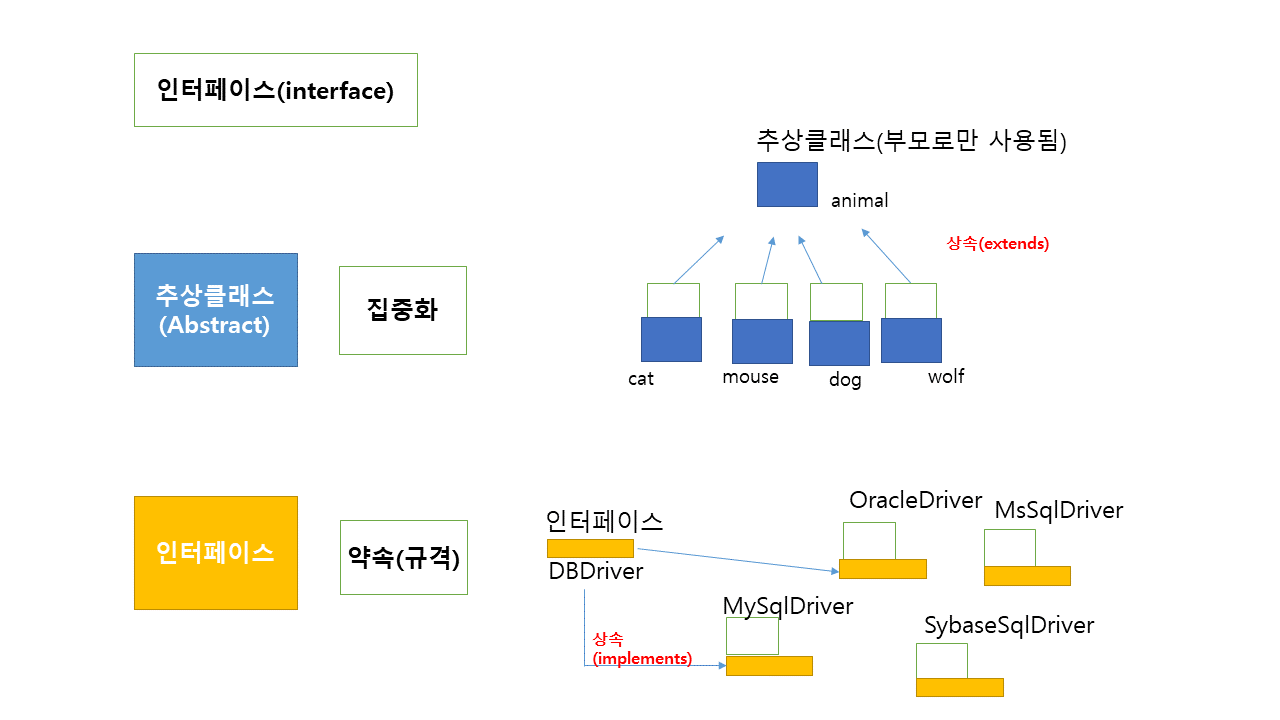 인터페이스(interface)
추상클래스(부모로만 사용됨)
animal
상속(extends)
추상클래스
(Abstract)
집중화
cat
mouse
dog
wolf
인터페이스
약속(규격)
인터페이스
DBDriver
OracleDriver
MsSqlDriver
MySqlDriver
상속
(implements)
SybaseSqlDriver